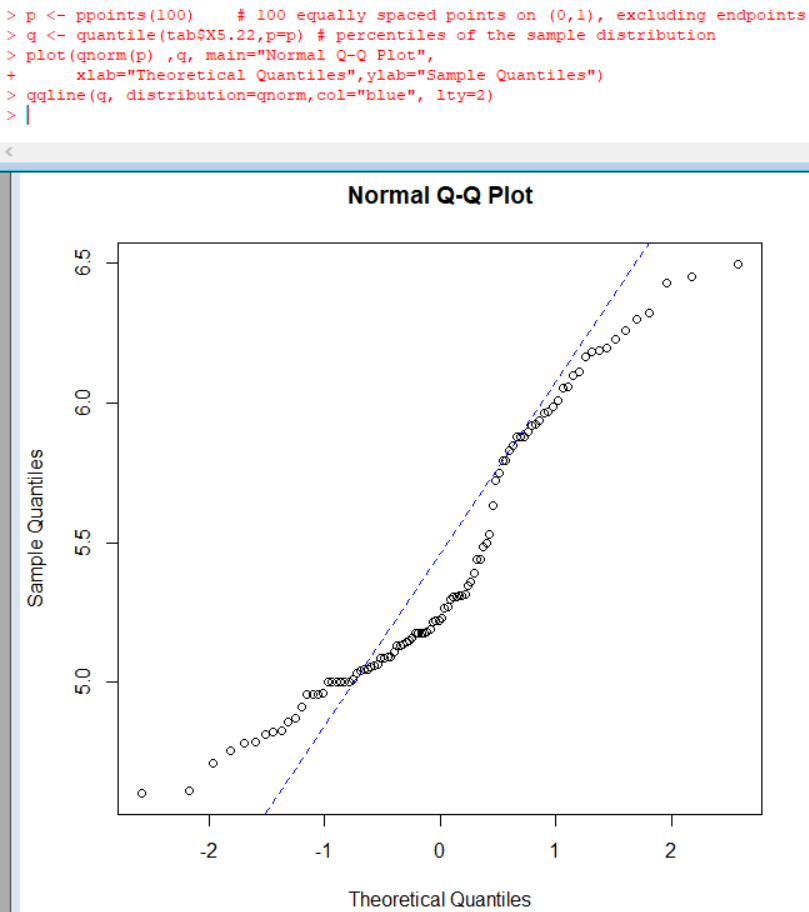 > p <- ppoints(100)    # 100 equally spaced points on (0,1), excluding endpoints
> q <- quantile(tab$X5.22,p=p) # percentiles of the sample distribution
> plot(qnorm(p) ,q, main="Normal Q-Q Plot",
+      xlab="Theoretical Quantiles",ylab="Sample Quantiles")
> qqline(q, distribution=qnorm,col="blue", lty=2)
>
<
Normal Q-Q Plot
Sample Quantiles
6.5
6.0
5.5
5.0
-2 -1 0 1 2
Theoretical Quantiles